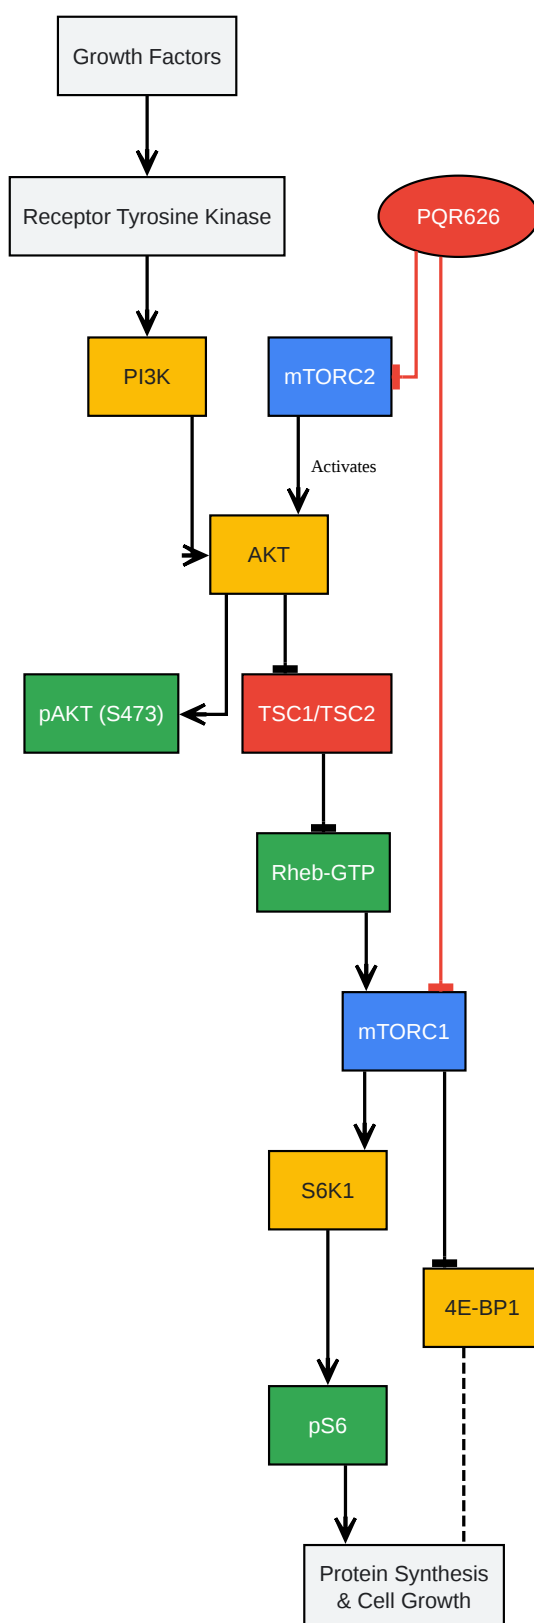 Growth Factors
Receptor Tyrosine Kinase
PQR626
PI3K
mTORC2
Activates
AKT
pAKT (S473)
TSC1/TSC2
Rheb-GTP
mTORC1
S6K1
4E-BP1
pS6
Protein Synthesis
& Cell Growth